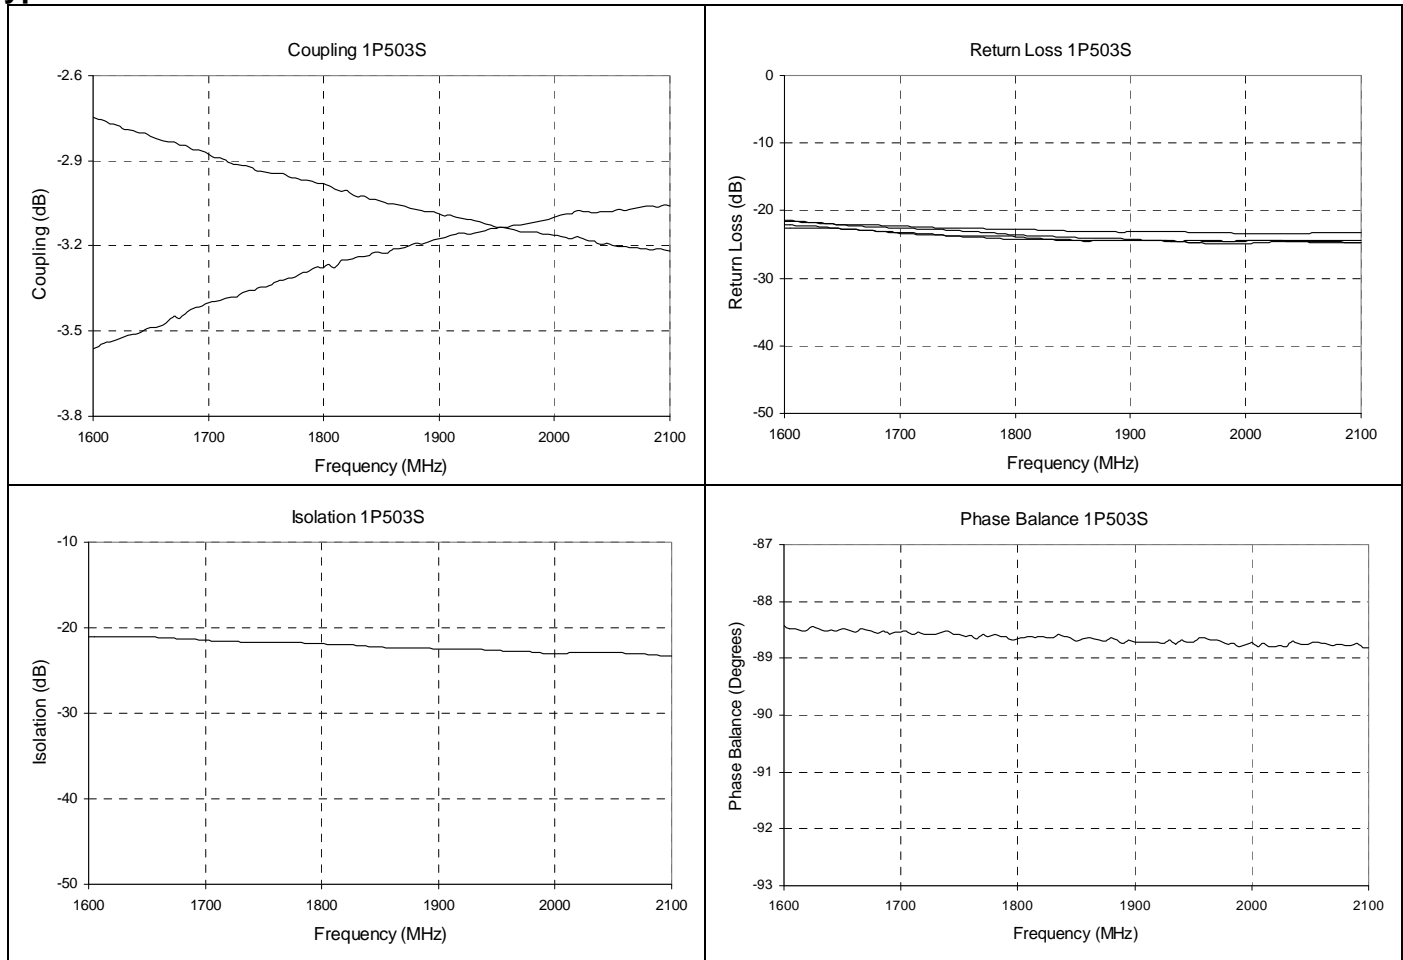 Coupling 1P503S
-2.6
-2.9
-3.2
-3.5
-3.8
1600 1700 1800 1900 2000 2100
Coupling (dB)
Frequency (MHz)
Return Loss 1P503S
0
-10
-20
-30
-40
-50
1600 1700 1800 1900 2000 2100
Return Loss (dB)
Frequency (MHz)
Isolation 1P503S
-10
-20
-30
-40
-50
1600 1700 1800 1900 2000 2100
Isolation (dB)
Frequency (MHz)
Phase Balance 1P503S
-87
-88
-89
-90
-91
-92
-93
1600 1700 1800 1900 2000 2100
Phase Balance (Degrees)
Frequency (MHz)